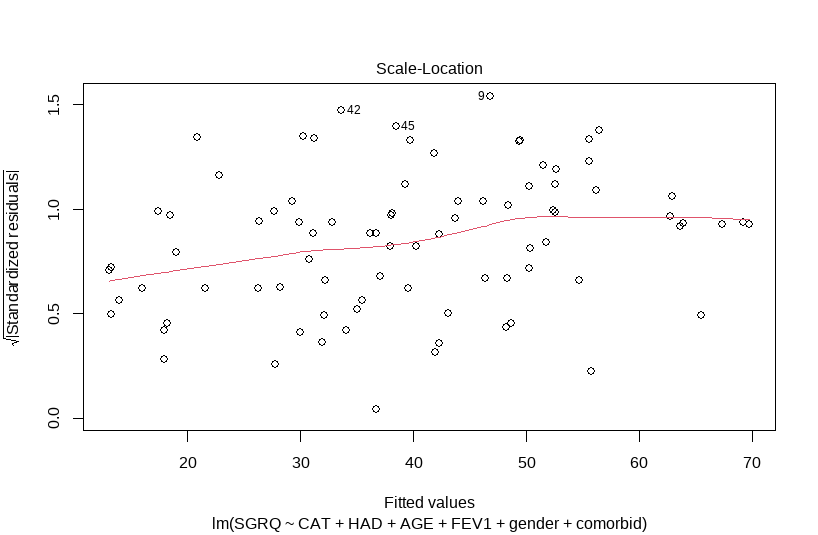 Scale-Location
√|Standardized residuals|
1.5
1.0
0.5
0.0
42
45
9
20 30 40 50 60 70
Fitted values
lm(SGRQ ~ CAT + HAD + AGE + FEV1 + gender + comorbid)